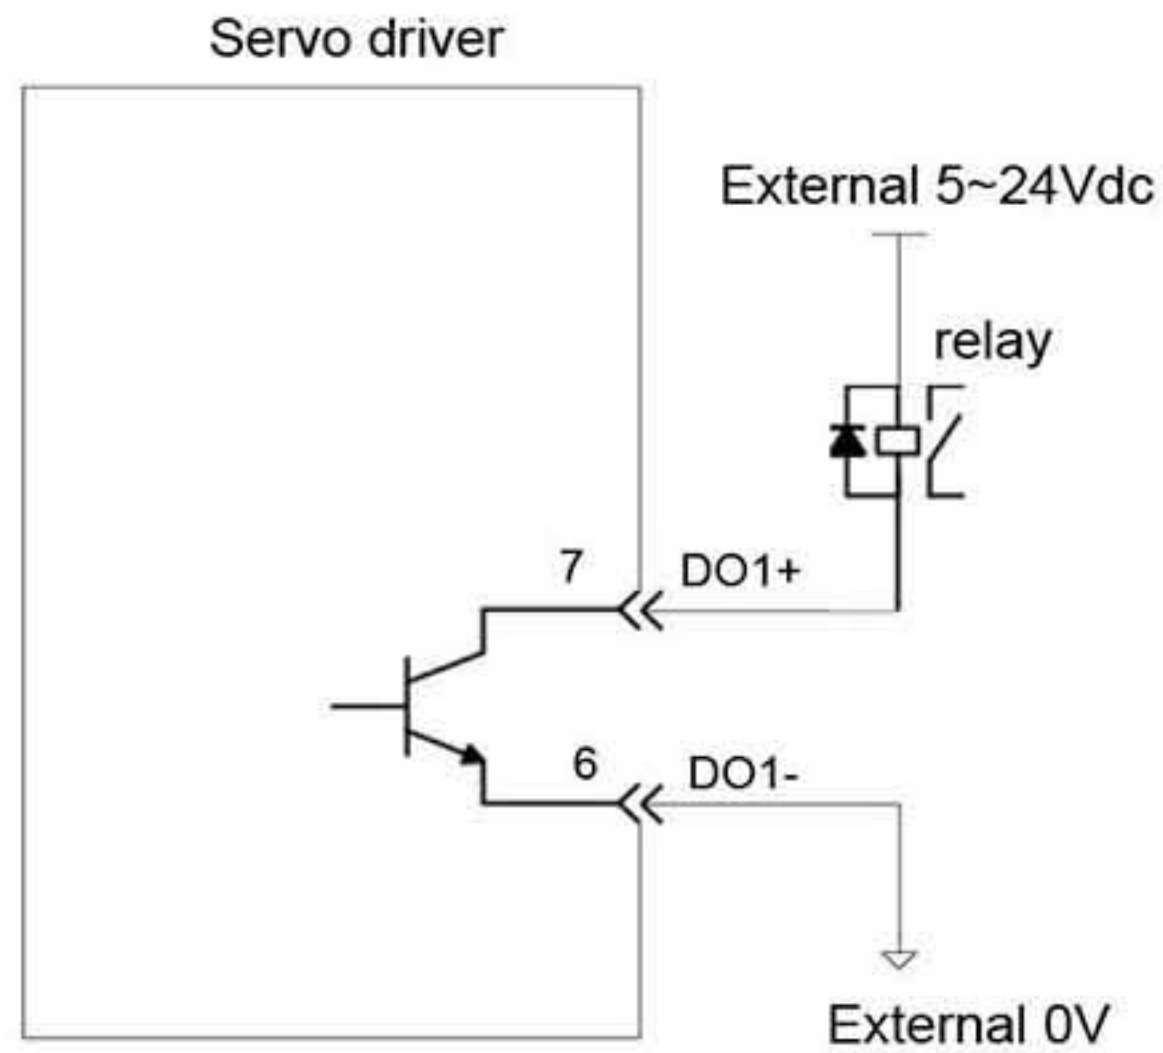 Servo driver
External 5~24Vdc
relay
7
DO1+
6
DO1-
External 0V